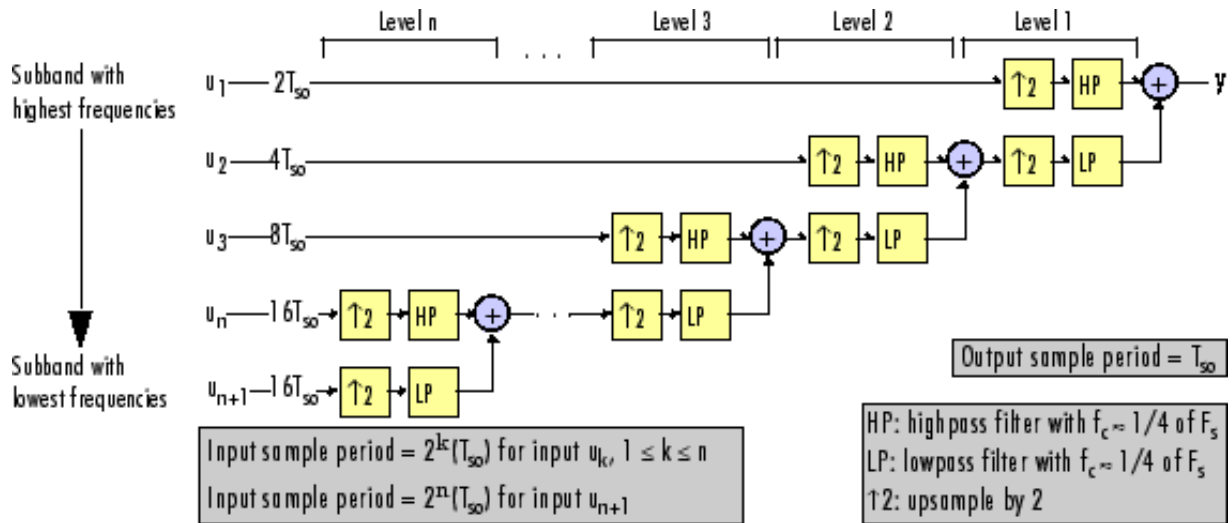 Level n
. . .
Level 3
Level 2
Level 1
Subband with
highest frequencies
u₁ 2Tₛₒ ↑2 HP + y
u₂ 4Tₛₒ ↑2 HP + ↑2 LP
u₃ 8Tₛₒ ↑2 HP + ↑2 LP
uₙ 16Tₛₒ ↑2 HP + . . . ↑2 LP
Subband with
lowest frequencies
uₙ₊₁ 16Tₛₒ ↑2 LP
Output sample period = Tₛₒ
Input sample period = 2ᵏ(Tₛₒ) for input uₖ, 1 ≤ k ≤ n
Input sample period = 2ⁿ(Tₛₒ) for input uₙ₊₁
HP: highpass filter with f_c ≈ 1/4 of Fₛ
LP: lowpass filter with f_c ≈ 1/4 of Fₛ
↑2: upsample by 2